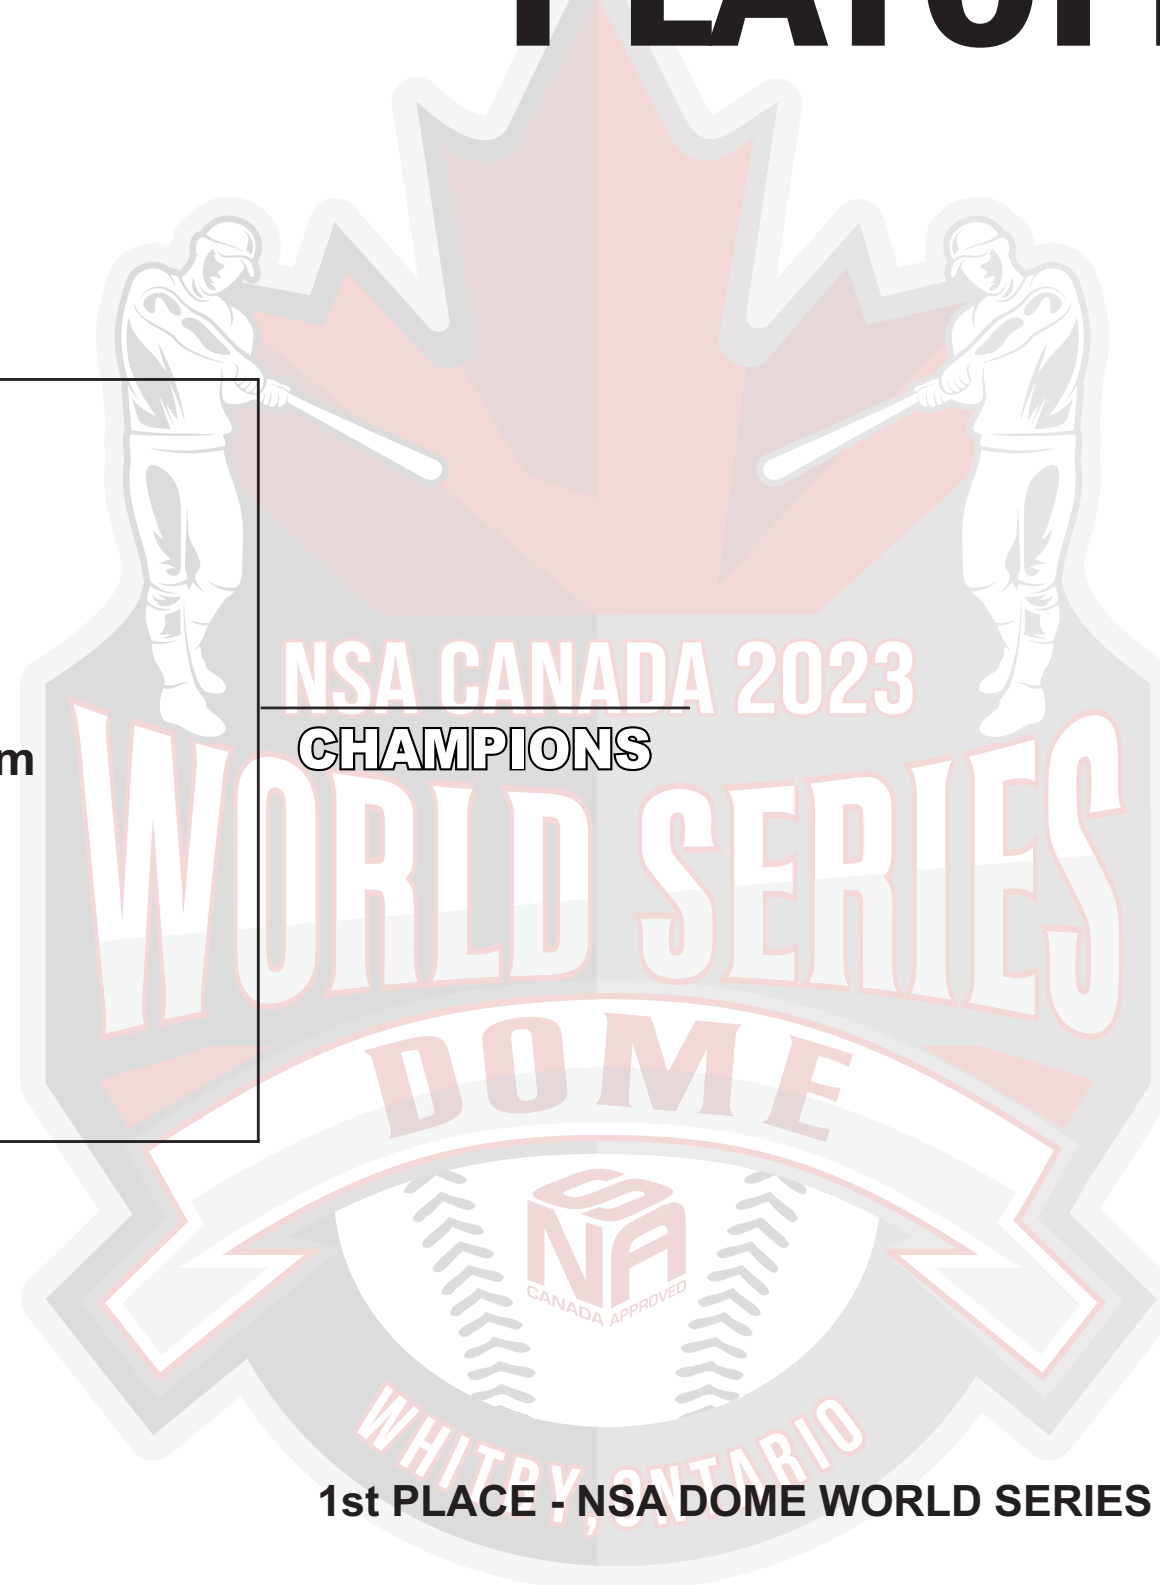 PLAYOFF
NSA CANADA 2023
CHAMPIONS
m
WORLD SERIES
DOME
NSA
CANADA APPROVED
WHITBY, ONTARIO
1st PLACE - NSA DOME WORLD SERIES